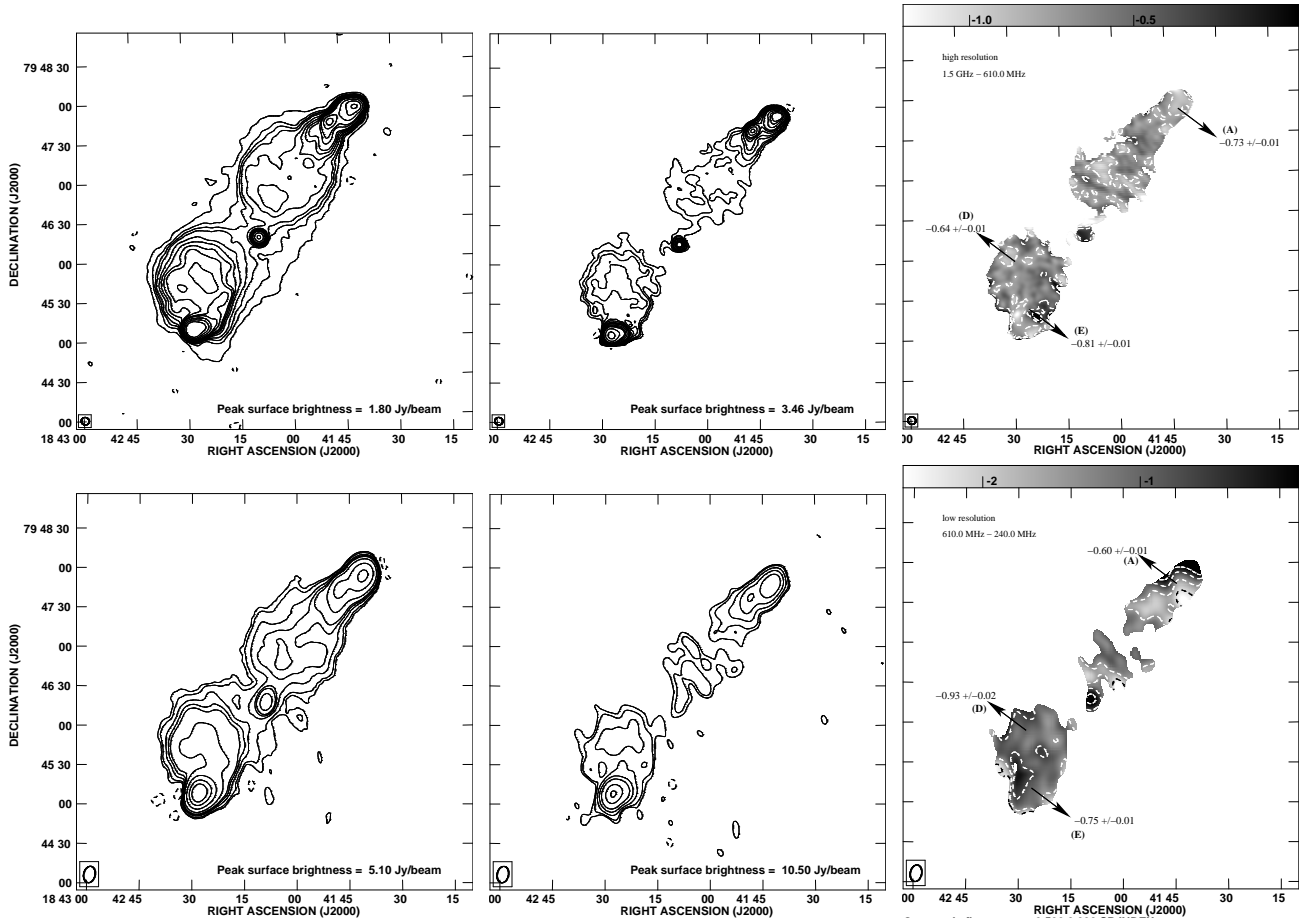 79 48 30
00
47 30
00
46 30
00
45 30
00
44 30
00
DECLINATION (J2000)
Peak surface brightness = 1.80 Jy/beam
18 43 00 42 45 30 15 00 41 45 30 15
RIGHT ASCENSION (J2000)
Peak surface brightness = 3.46 Jy/beam
00 42 45 30 15 00 41 45 30 15
RIGHT ASCENSION (J2000)
-1.0 -0.5
high resolution
1.5 GHz − 610.0 MHz
(A)
−0.73 +/−0.01
(D)
−0.64 +/−0.01
(E)
−0.81 +/−0.01
00 42 45 30 15 00 41 45 30 15
RIGHT ASCENSION (J2000)
79 48 30
00
47 30
00
46 30
00
45 30
00
44 30
00
DECLINATION (J2000)
Peak surface brightness = 5.10 Jy/beam
18 43 00 42 45 30 15 00 41 45 30 15
RIGHT ASCENSION (J2000)
Peak surface brightness = 10.50 Jy/beam
00 42 45 30 15 00 41 45 30 15
RIGHT ASCENSION (J2000)
-2 -1
low resolution
610.0 MHz − 240.0 MHz
−0.60 +/−0.01
(A)
−0.93 +/−0.02
(D)
−0.75 +/−0.01
(E)
00 42 45 30 15 00 41 45 30 15
RIGHT ASCENSION (J2000)